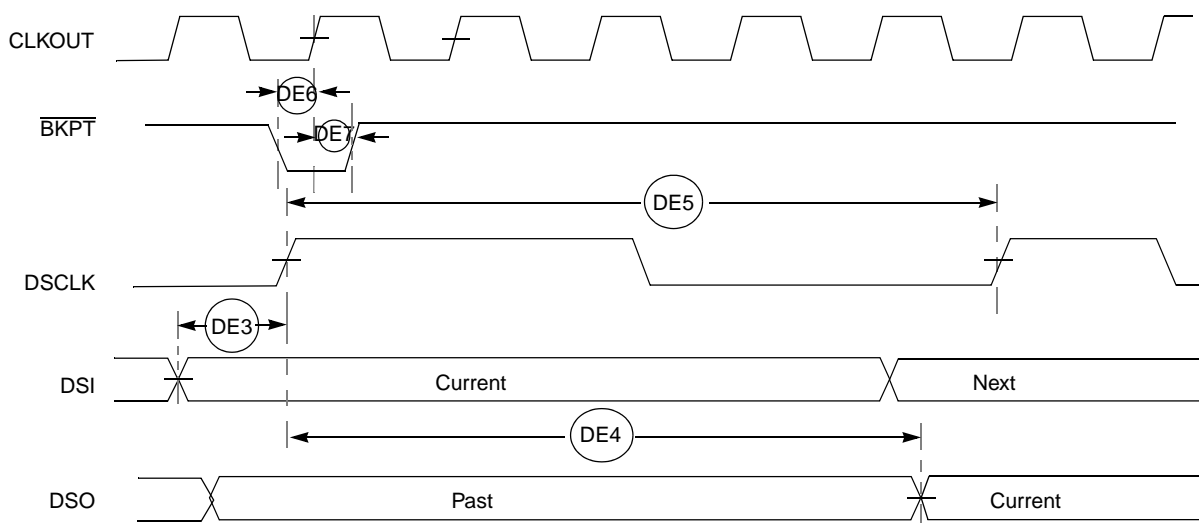 CLKOUT
DE6
BKPT
DE7
DE5
DSCLK
DE3
DSI
Current
Next
DE4
DSO
Past
Current